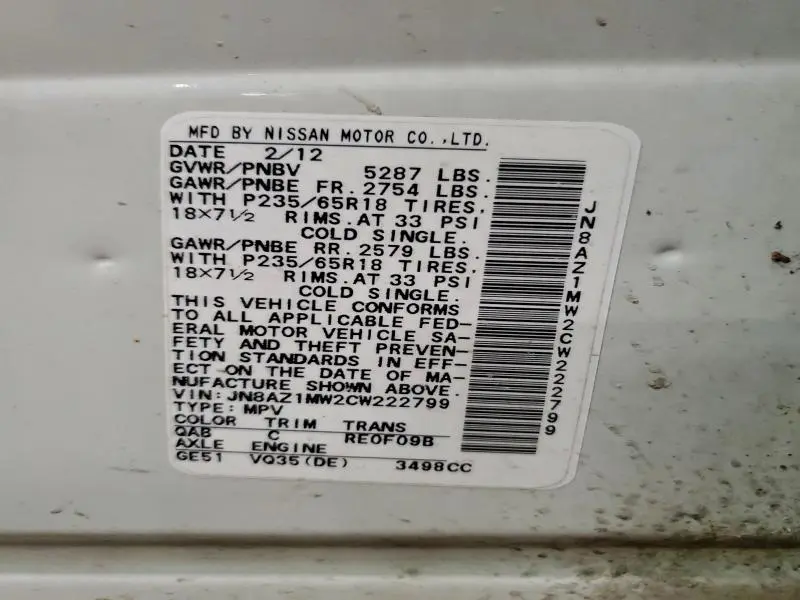 MFD BY NISSAN MOTOR CO.,LTD.
DATE 2/12
GVWR/PNBV 5287 LBS.
GAWR/PNBE FR. 2754 LBS.
WITH P235/65R18 TIRES,
18×7½ RIMS.AT 33 PSI
COLD SINGLE.
GAWR/PNBE RR. 2579 LBS.
WITH P235/65R18 TIRES.
18×7½ RIMS.AT 33 PSI
COLD SINGLE.
THIS VEHICLE CONFORMS
TO ALL APPLICABLE FED-
ERAL MOTOR VEHICLE SA-
FETY AND THEFT PREVEN-
TION STANDARDS IN EFF-
ECT ON THE DATE OF MA-
NUFACTURE SHOWN ABOVE.
VIN:JN8AZ1MW2CW222799
TYPE:MPV
COLOR TRIM TRANS
QAB C RE0F09B
AXLE ENGINE
GE51 VQ35(DE) 3498CC
JN8AZ1MW2CW222799